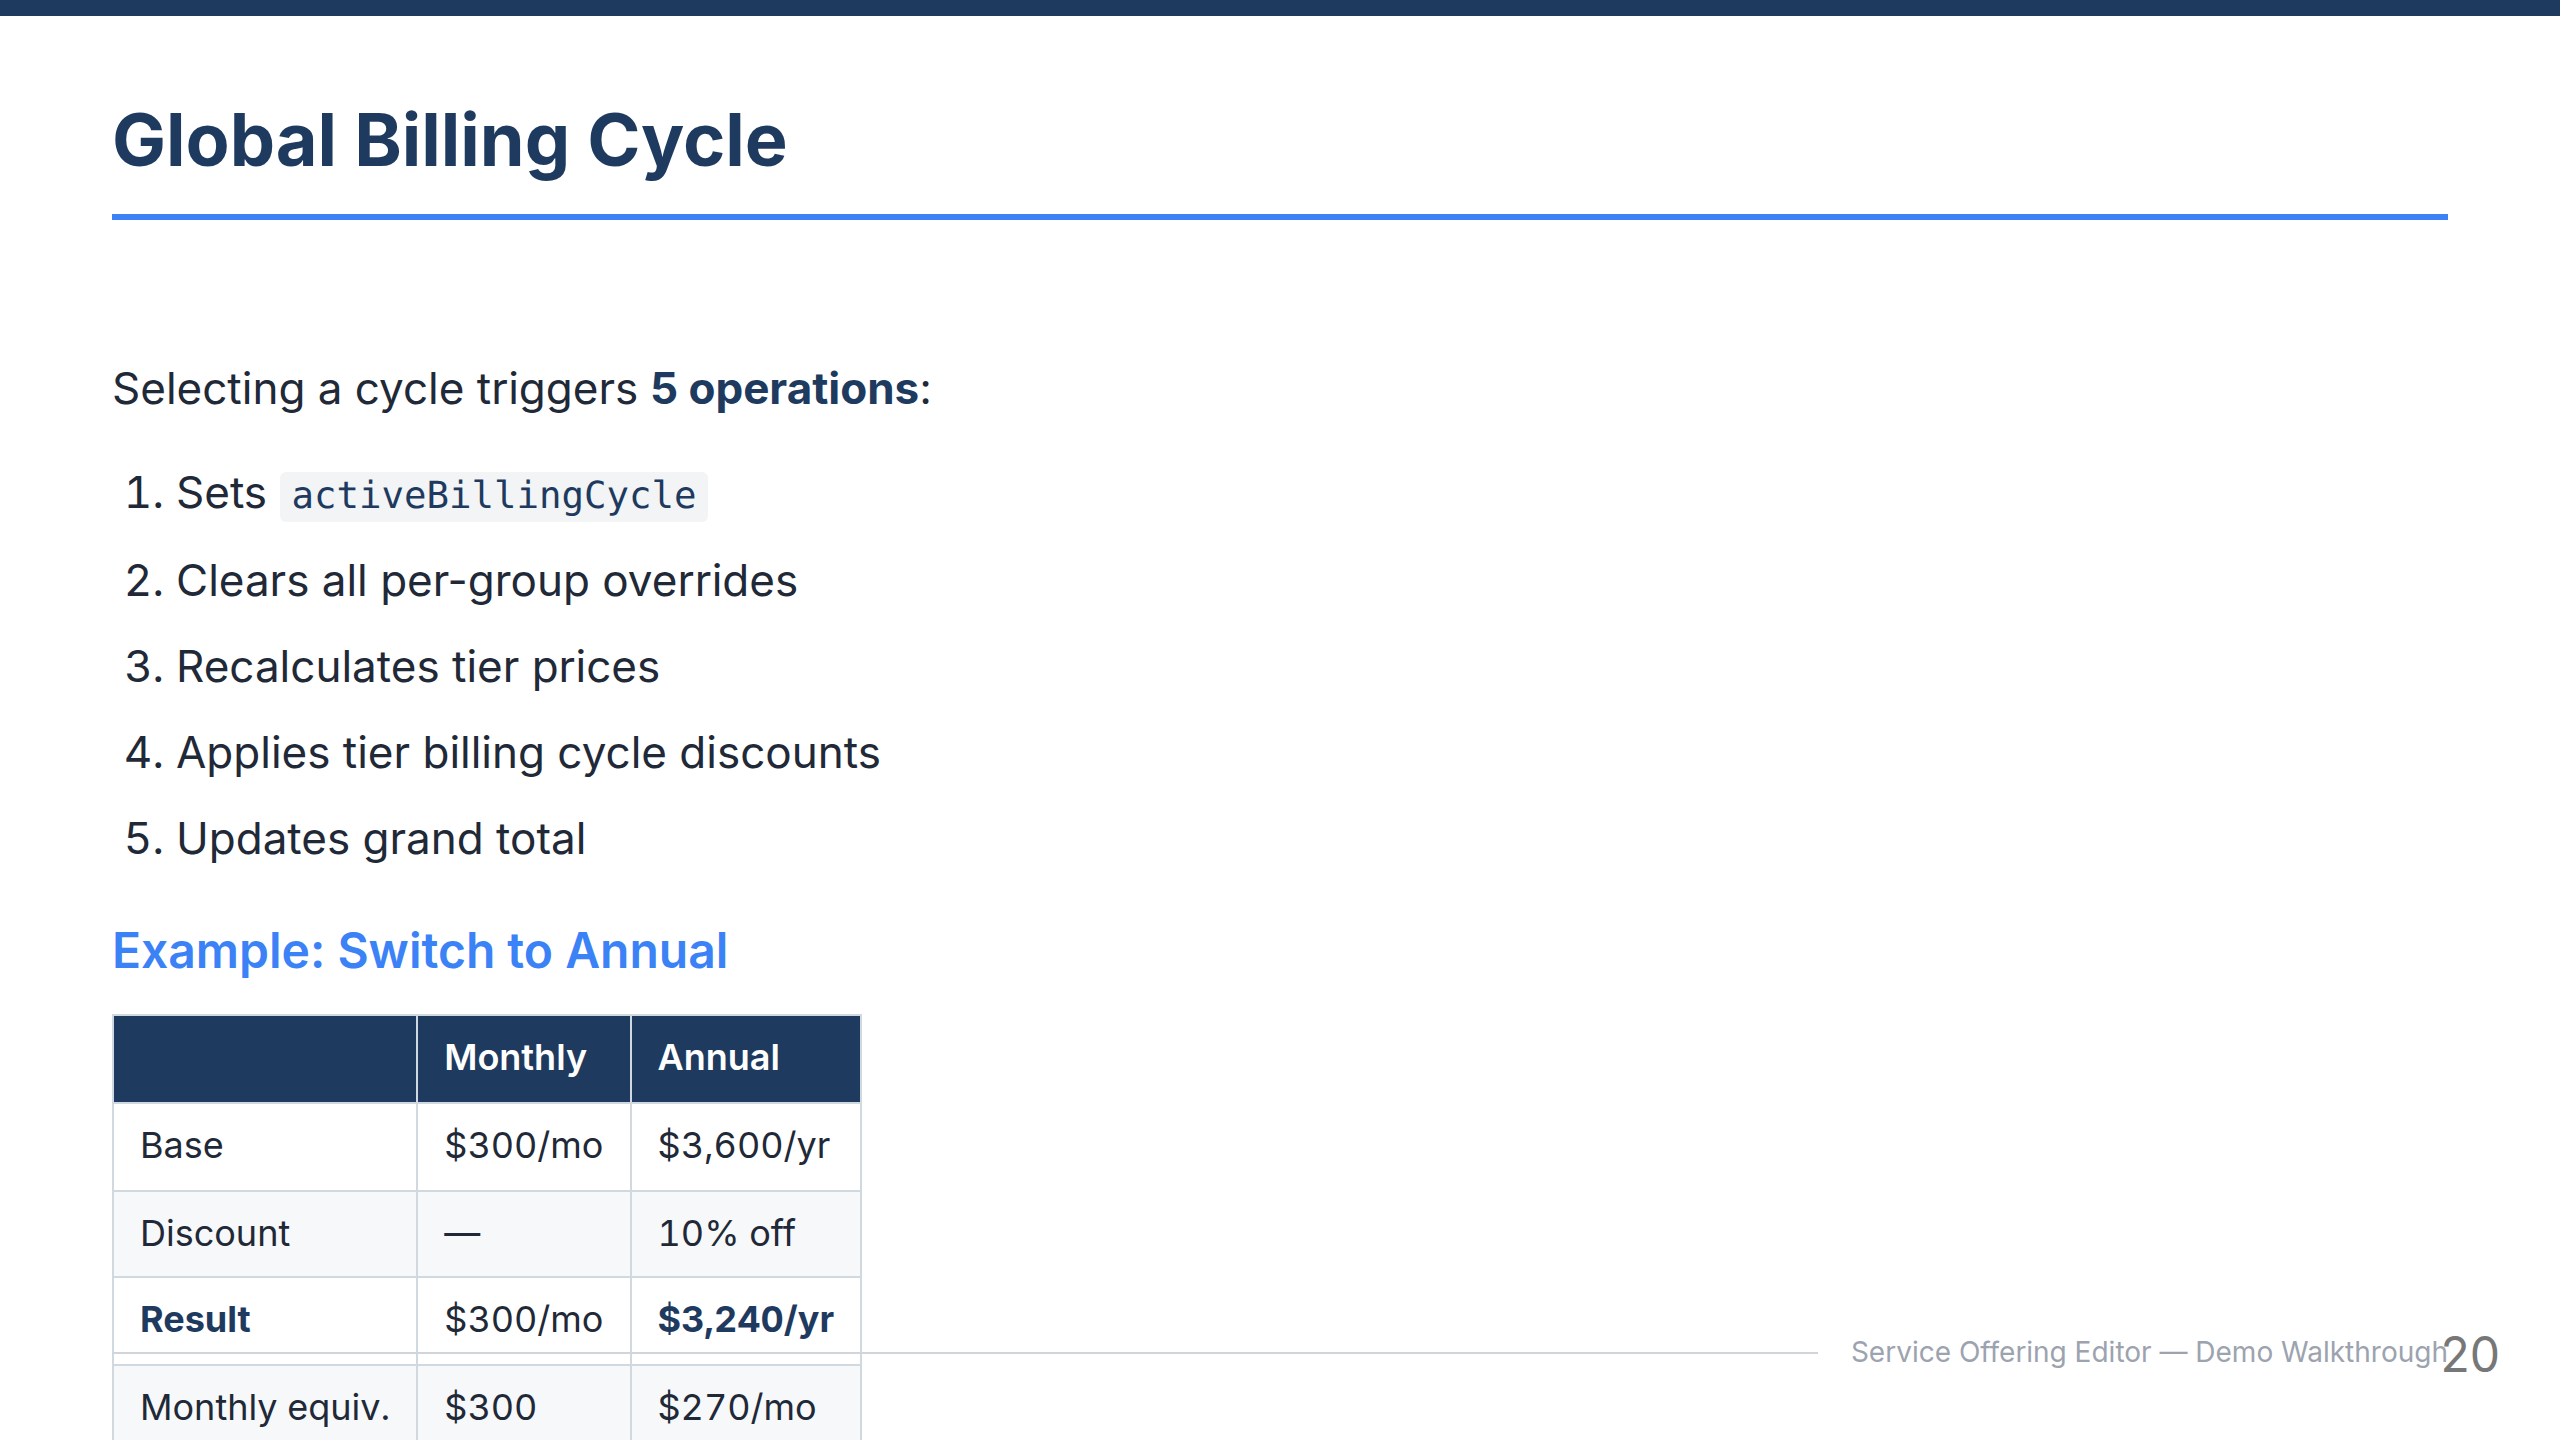 Global Billing Cycle
Selecting a cycle triggers 5 operations:
1. Sets activeBillingCycle
2. Clears all per-group overrides
3. Recalculates tier prices
4. Applies tier billing cycle discounts
5. Updates grand total
Example: Switch to Annual
Monthly Annual
Base $300/mo $3,600/yr
Discount — 10% off
Result $300/mo $3,240/yr
Monthly equiv. $300 $270/mo
Service Offering Editor — Demo Walkthrough
20